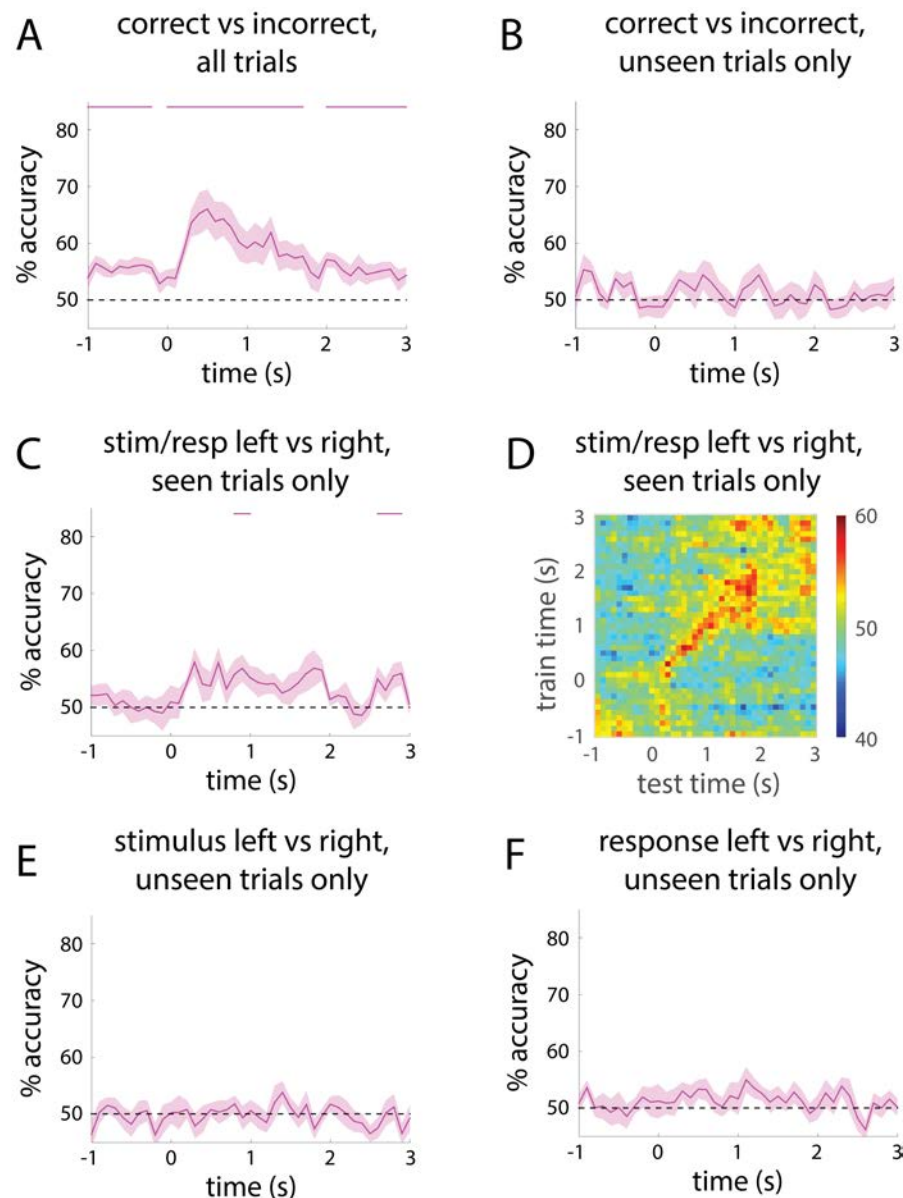 A
correct vs incorrect,
all trials
% accuracy
80
70
60
50
-1
0
1
2
3
time (s)
B
correct vs incorrect,
unseen trials only
% accuracy
80
70
60
50
-1
0
1
2
3
time (s)
C
stim/resp left vs right,
seen trials only
% accuracy
80
70
60
50
-1
0
1
2
3
time (s)
D
stim/resp left vs right,
seen trials only
train time (s)
3
2
1
0
-1
-1
0
1
2
3
test time (s)
60
50
40
E
stimulus left vs right,
unseen trials only
% accuracy
80
70
60
50
-1
0
1
2
3
time (s)
F
response left vs right,
unseen trials only
% accuracy
80
70
60
50
-1
0
1
2
3
time (s)